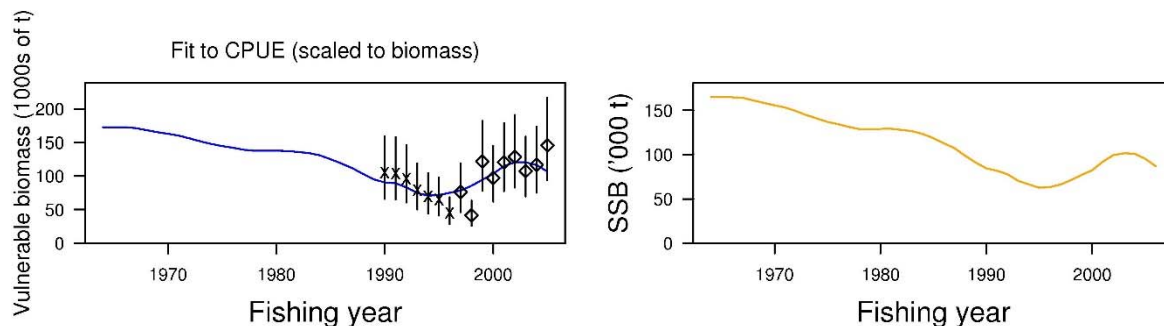 Fit to CPUE (scaled to biomass)
Vulnerable biomass (1000s of t)
200
150
100
50
0
1970 1980 1990 2000
Fishing year
SSB ('000 t)
150
100
50
0
1970 1980 1990 2000
Fishing year